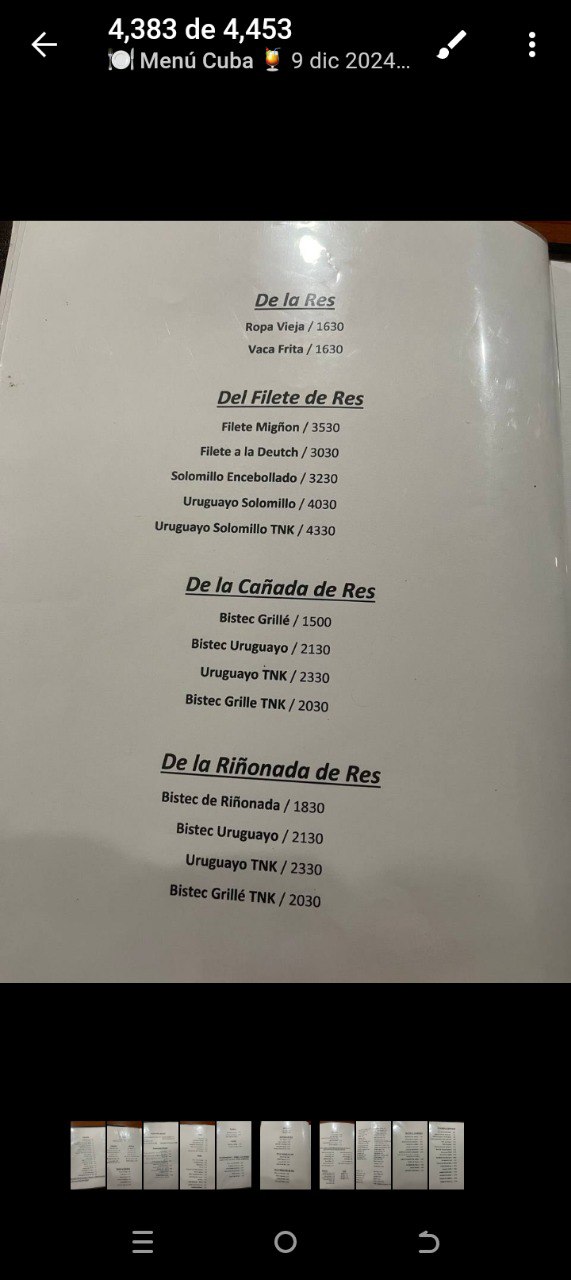 4,383 de 4,453
🍽️ Menú Cuba 🍹 9 dic 2024...
De la Res
Ropa Vieja / 1630
Vaca Frita / 1630
Del Filete de Res
Filete Migñon / 3530
Filete a la Deutch / 3030
Solomillo Encebollado / 3230
Uruguayo Solomillo / 4030
Uruguayo Solomillo TNK / 4330
De la Cañada de Res
Bistec Grillé / 1500
Bistec Uruguayo / 2130
Uruguayo TNK / 2330
Bistec Grille TNK / 2030
De la Riñonada de Res
Bistec de Riñonada / 1830
Bistec Uruguayo / 2130
Uruguayo TNK / 2330
Bistec Grillé TNK / 2030